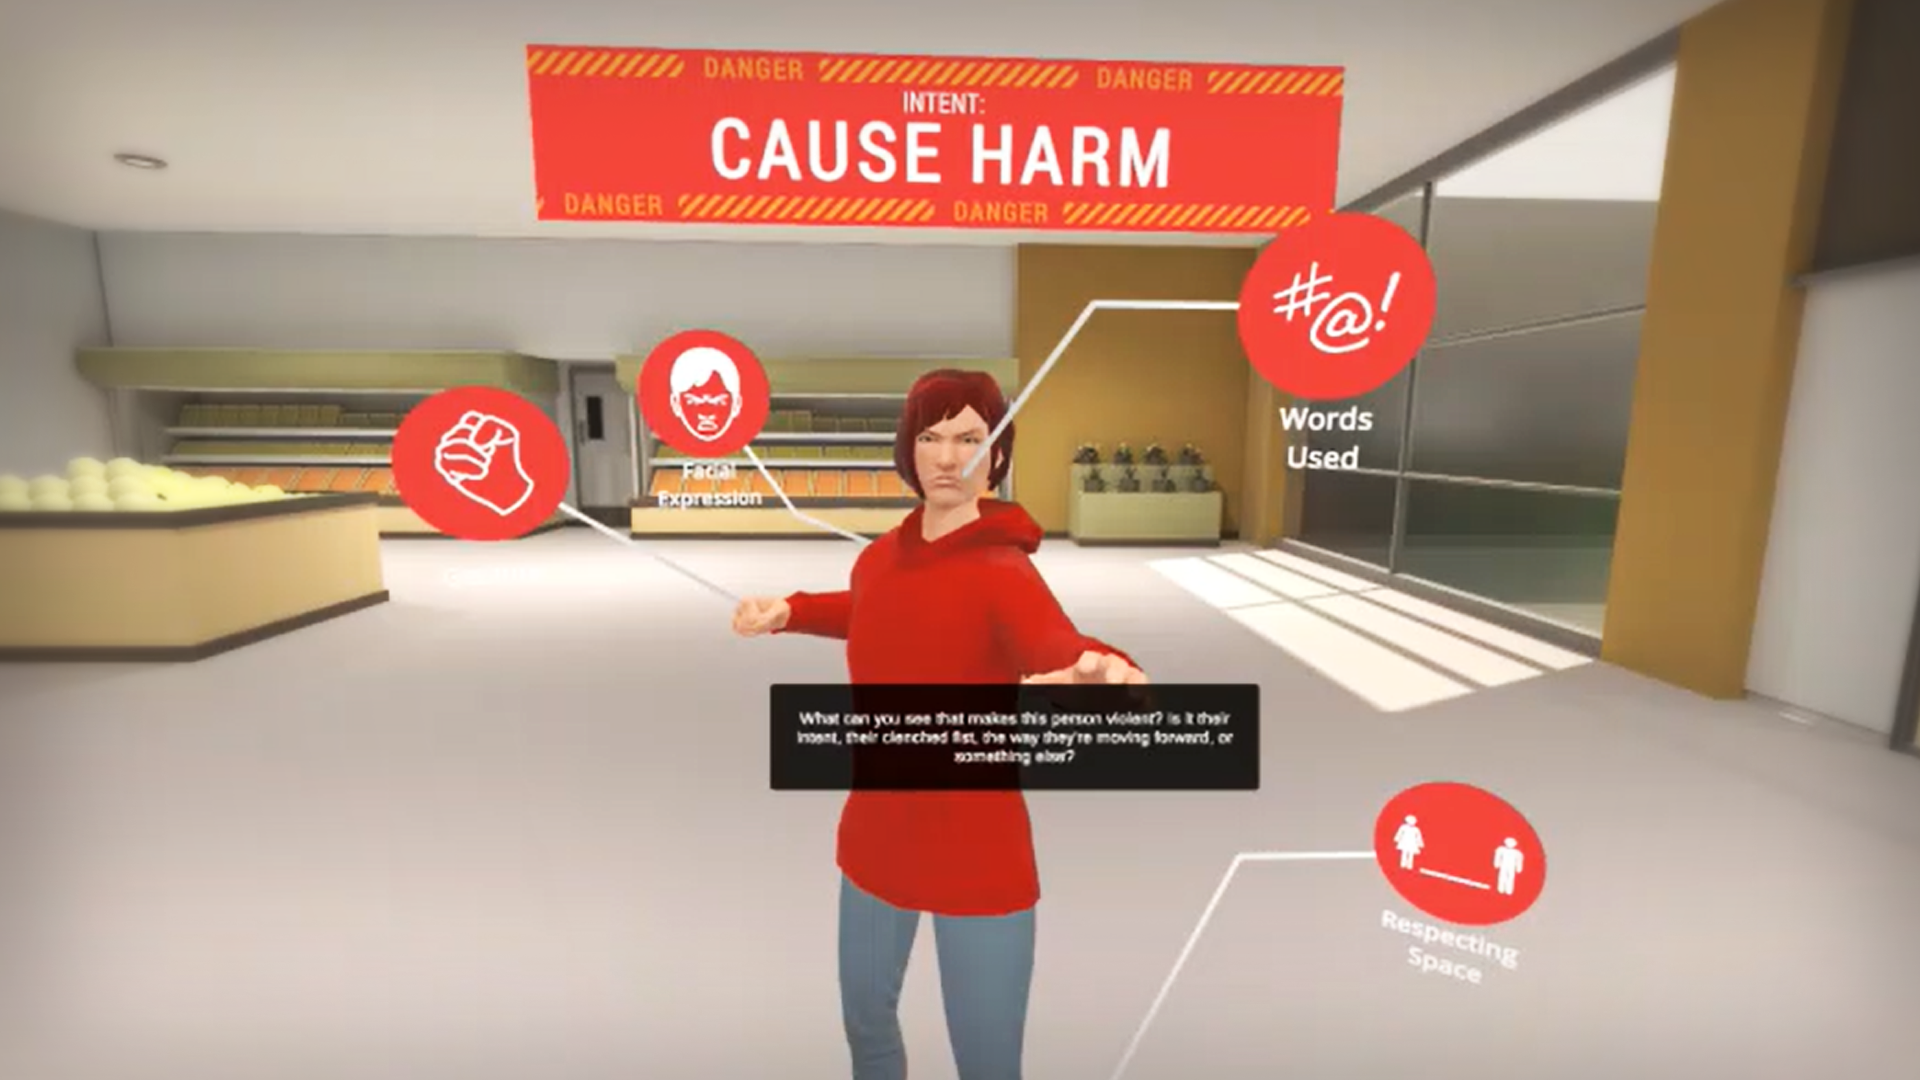 DANGER DANGER
INTENT:
CAUSE HARM
DANGER DANGER
#@!
Words
Used
Facial
Expression
What can you see that makes this person violent? Is it their
intent, their clenched fist, the way they're moving forward, or
something else?
Respecting
Space